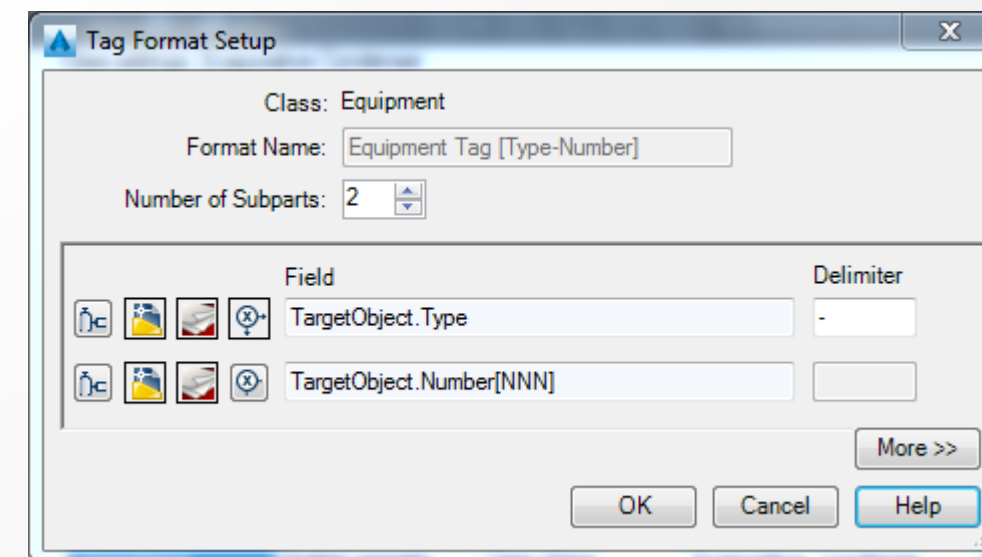 Tag Format Setup
Class: Equipment
Format Name: Equipment Tag [Type-Number]
Number of Subparts: 2
Field Delimiter
TargetObject.Type -
TargetObject.Number[NNN]
More >>
OK Cancel Help